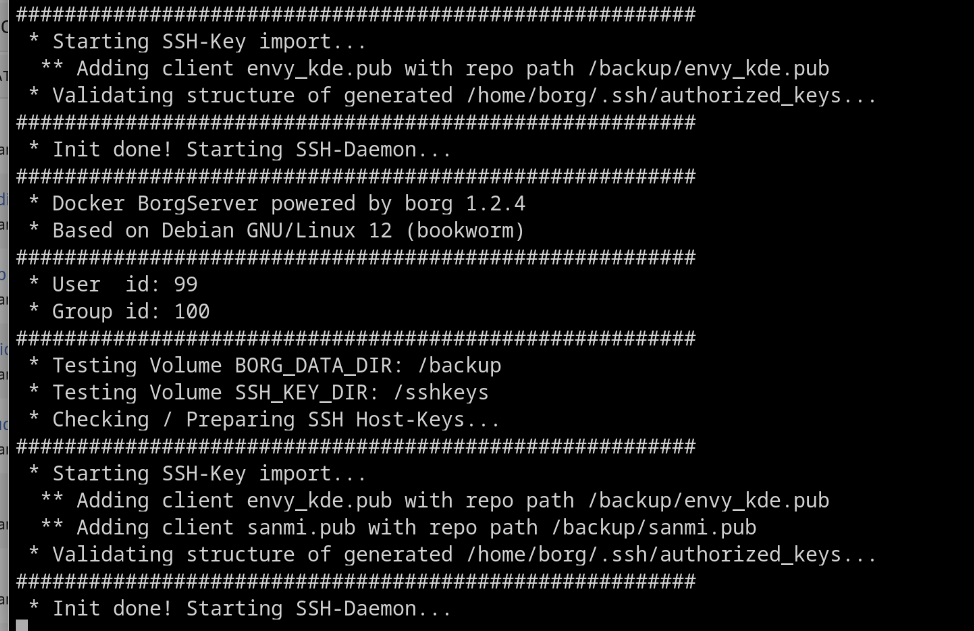 ########################################################
* Starting SSH-Key import...
** Adding client envy_kde.pub with repo path /backup/envy_kde.pub
* Validating structure of generated /home/borg/.ssh/authorized_keys...
########################################################
* Init done! Starting SSH-Daemon...
########################################################
* Docker BorgServer powered by borg 1.2.4
* Based on Debian GNU/Linux 12 (bookworm)
########################################################
* User  id: 99
* Group id: 100
########################################################
* Testing Volume BORG_DATA_DIR: /backup
* Testing Volume SSH_KEY_DIR: /sshkeys
* Checking / Preparing SSH Host-Keys...
########################################################
* Starting SSH-Key import...
** Adding client envy_kde.pub with repo path /backup/envy_kde.pub
** Adding client sanmi.pub with repo path /backup/sanmi.pub
* Validating structure of generated /home/borg/.ssh/authorized_keys...
########################################################
* Init done! Starting SSH-Daemon...